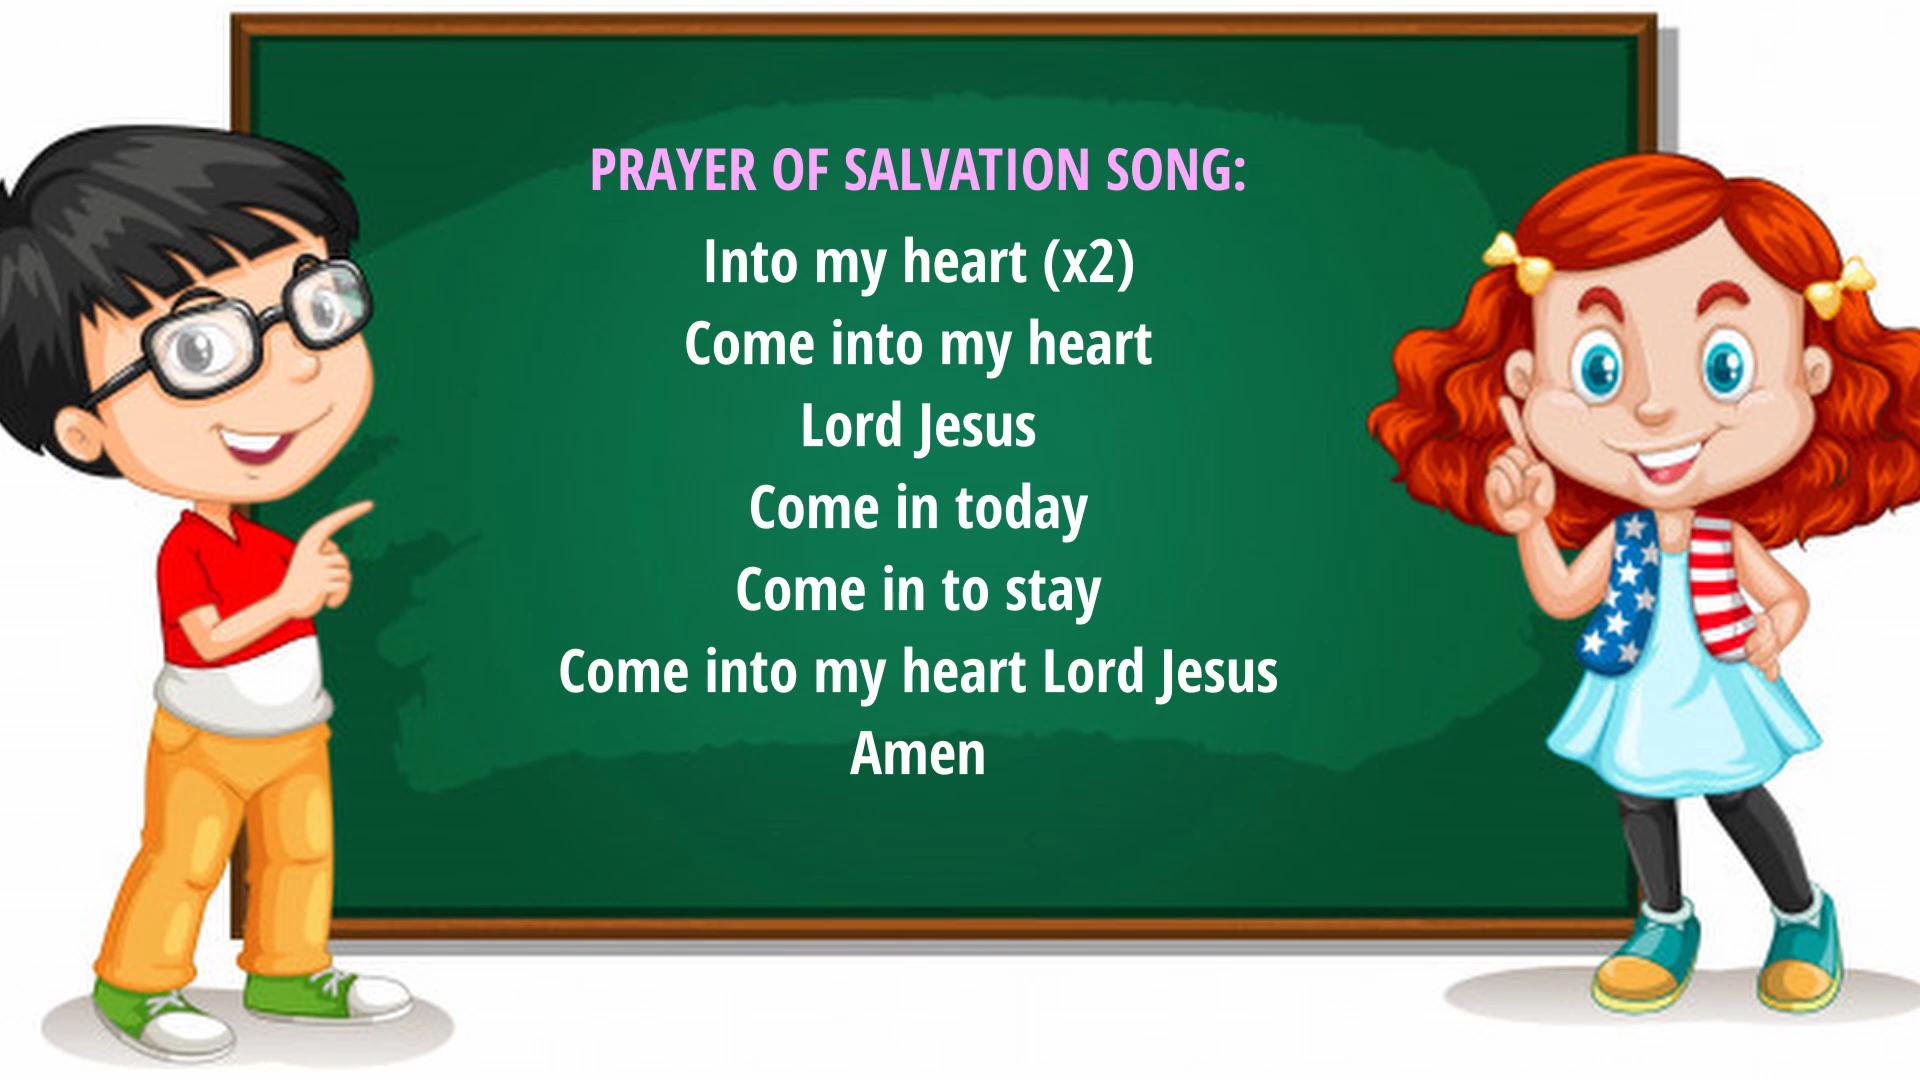 PRAYER OF SALVATION SONG:
Into my heart (x2)
Come into my heart
Lord Jesus
Come in today
Come in to stay
Come into my heart Lord Jesus
Amen